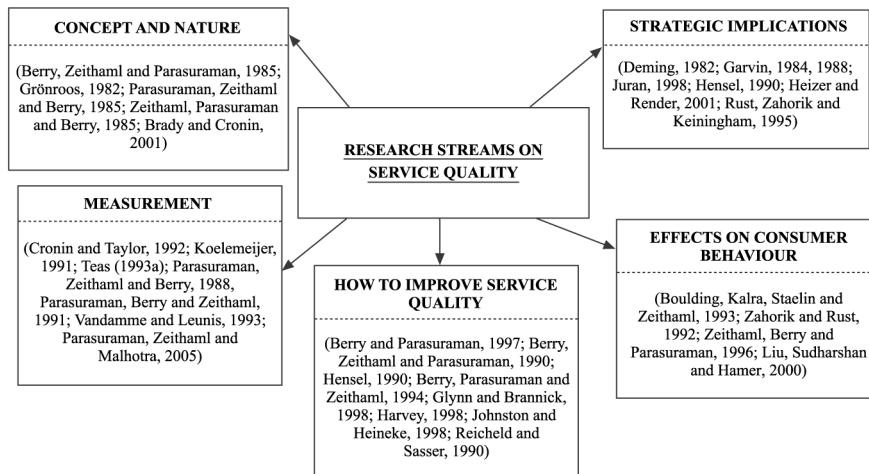 CONCEPT AND NATURE
(Berry, Zeithaml and Parasuraman, 1985;
Grönroos, 1982; Parasuraman, Zeithaml
and Berry, 1985; Zeithaml, Parasuraman
and Berry, 1985; Brady and Cronin,
2001)
STRATEGIC IMPLICATIONS
(Deming, 1982; Garvin, 1984, 1988;
Juran, 1998; Hensel, 1990; Heizer and
Render, 2001; Rust, Zahorik and
Keiningham, 1995)
RESEARCH STREAMS ON
SERVICE QUALITY
MEASUREMENT
(Cronin and Taylor, 1992; Koelemeijer,
1991; Teas (1993a); Parasuraman,
Zeithaml and Berry, 1988,
Parasuraman, Berry and Zeithaml,
1991; Vandamme and Leunis, 1993;
Parasuraman, Zeithaml and
Malhotra, 2005)
HOW TO IMPROVE SERVICE
QUALITY
(Berry and Parasuraman, 1997; Berry,
Zeithaml and Parasuraman, 1990;
Hensel, 1990; Berry, Parasuraman and
Zeithaml, 1994; Glynn and Brannick,
1998; Harvey, 1998; Johnston and
Heineke, 1998; Reicheld and
Sasser, 1990)
EFFECTS ON CONSUMER
BEHAVIOUR
(Boulding, Kalra, Staelin and
Zeithaml, 1993; Zahorik and Rust,
1992; Zeithaml, Berry and
Parasuraman, 1996; Liu, Sudharshan
and Hamer, 2000)